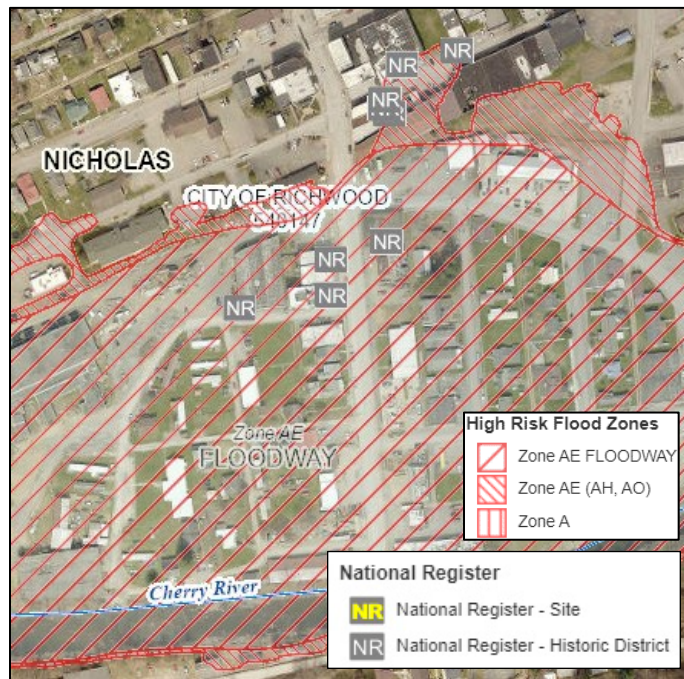 NR
NR
NR
NICHOLAS
CITY OF RICHWOOD
540147
NR
NR
NR
NR
Zone AE
FLOODWAY
High Risk Flood Zones
Zone AE FLOODWAY
Zone AE (AH, AO)
Zone A
Cherry River
National Register
NR National Register - Site
NR National Register - Historic District